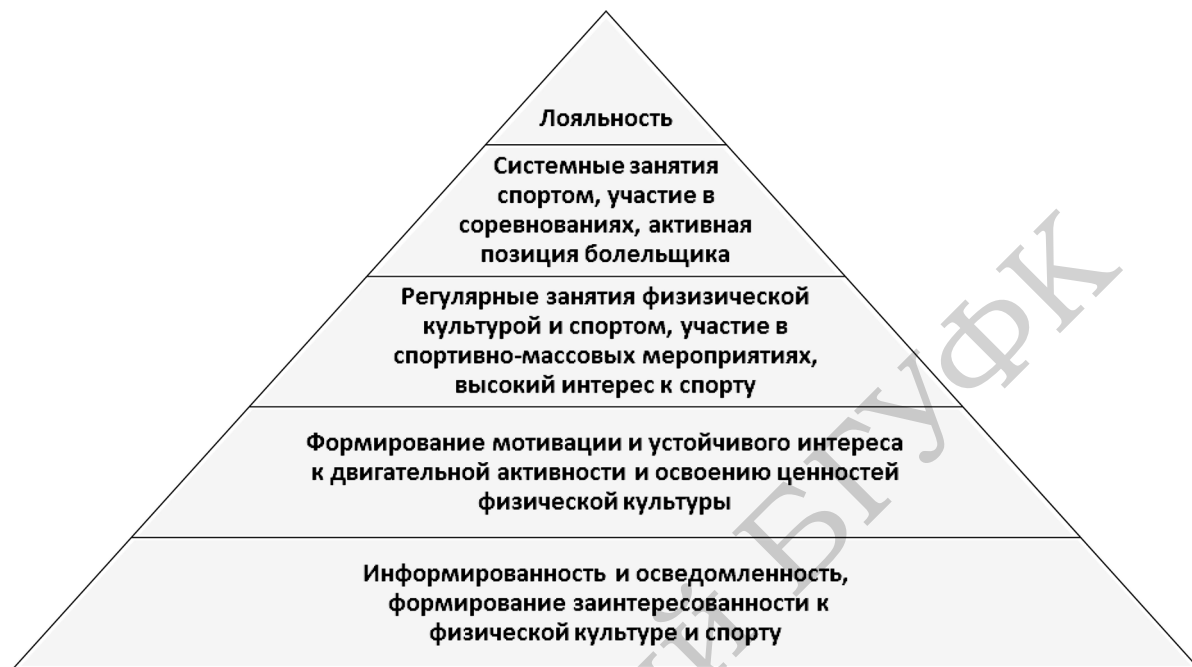 Лояльность
Системные занятия
спортом, участие в
соревнованиях, активная
позиция болельщика
Регулярные занятия физизической
культурой и спортом, участие в
спортивно-массовых мероприятиях,
высокий интерес к спорту
Формирование мотивации и устойчивого интереса
к двигательной активности и освоению ценностей
физической культуры
Информированность и осведомленность,
формирование заинтересованности к
физической культуре и спорту
БГУФК